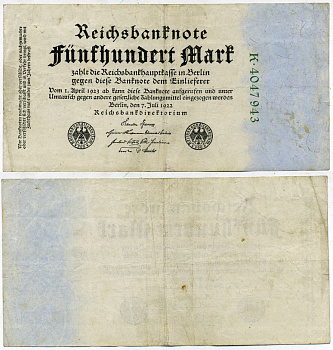 Reichsbanknote
Fünfhundert Mark
zahlt die Reichsbankhauptkasse in Berlin
gegen diese Banknote dem Einlieferer
Vom 1. April 1923 ab kann diese Banknote aufgerufen und unter
Umtausch gegen andere gesetzliche Zahlungsmittel eingezogen werden
Berlin, den 7. Juli 1922
Reichsbankdirektorium
K·4047943